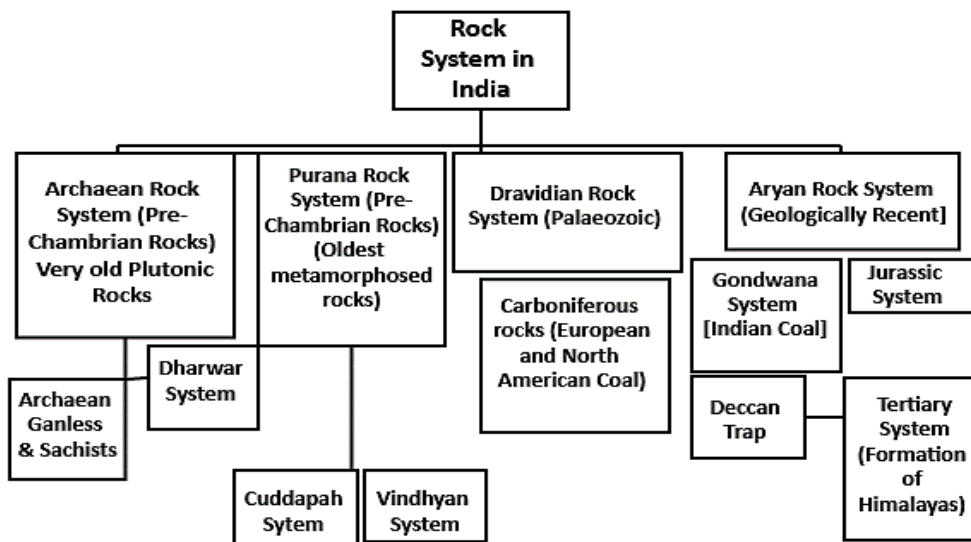 Rock
System in
India
Archaean Rock
System (Pre-
Chambrian Rocks)
Very old Plutonic
Rocks
Purana Rock
System (Pre-
Chambrian Rocks)
(Oldest
metamorphosed
rocks)
Dravidian Rock
System (Palaeozoic)
Aryan Rock System
(Geologically Recent]
Carboniferous
rocks (European
and North
American Coal)
Gondwana
System
[Indian Coal]
Jurassic
System
Archaean
Ganless
& Sachists
Dharwar
System
Deccan
Trap
Tertiary
System
(Formation
of
Himalayas)
Cuddapah
Sytem
Vindhyan
System